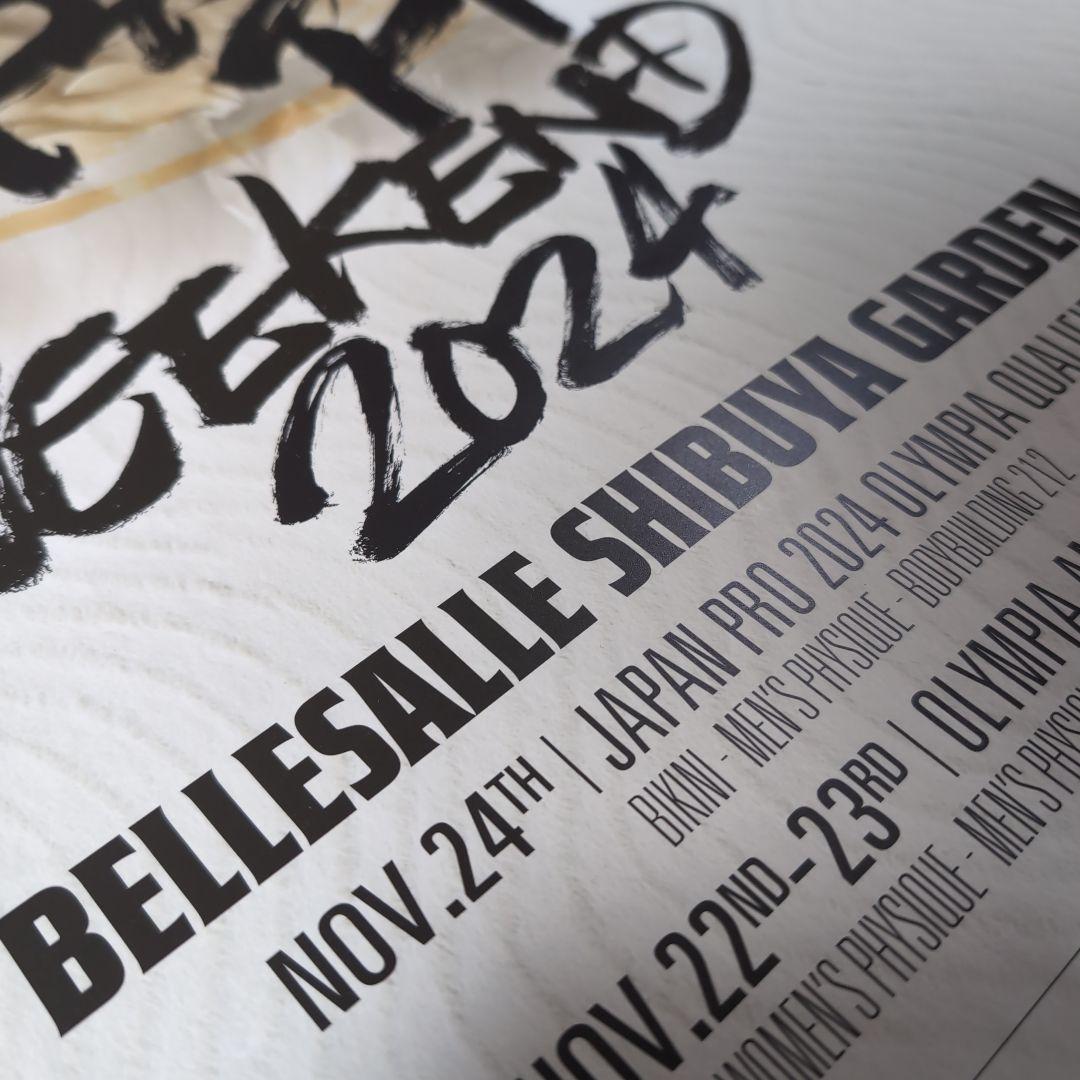 WEEKEND
2024
BELLESALLE SHIBUYA GARDEN
NOV.24TH | JAPAN PRO 2024 OLYMPIA
BIKINI - MEN'S PHYSIQUE - BODYBUILDING 212
NOV.22ND-23RD | OLYMPIA
WOMEN'S PHYSIQUE - MEN'S